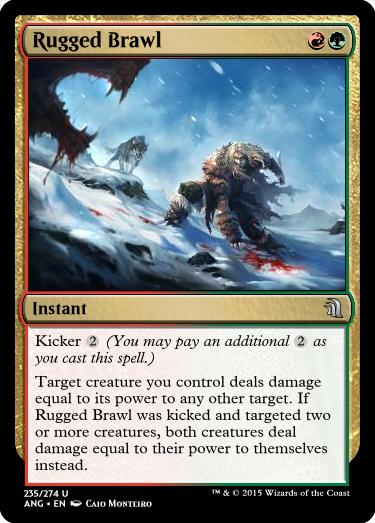 Rugged Brawl
Instant
Kicker 2 (You may pay an additional 2 as
you cast this spell.)
Target creature you control deals damage
equal to its power to any other target. If
Rugged Brawl was kicked and targeted two
or more creatures, both creatures deal
damage equal to their power to themselves
instead.
235/274 U
ANG • EN Caio Monteiro
™ & © 2015 Wizards of the Coast